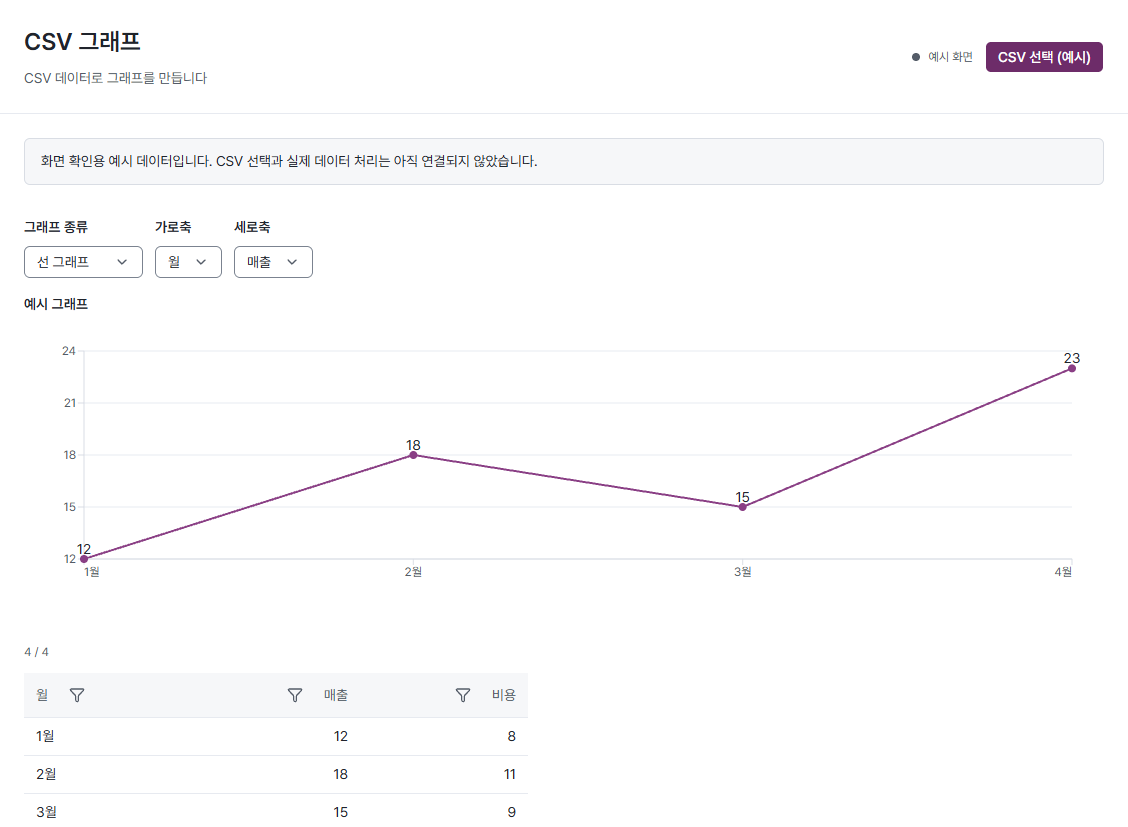 CSV 그래프
CSV 데이터로 그래프를 만듭니다
예시 화면
CSV 선택 (예시)
화면 확인용 예시 데이터입니다. CSV 선택과 실제 데이터 처리는 아직 연결되지 않았습니다.
그래프 종류 가로축 세로축
선 그래프 월 매출
예시 그래프
24
21
18
15
12
12
18
15
23
1월 2월 3월 4월
4 / 4
월 매출 비용
1월 12 8
2월 18 11
3월 15 9